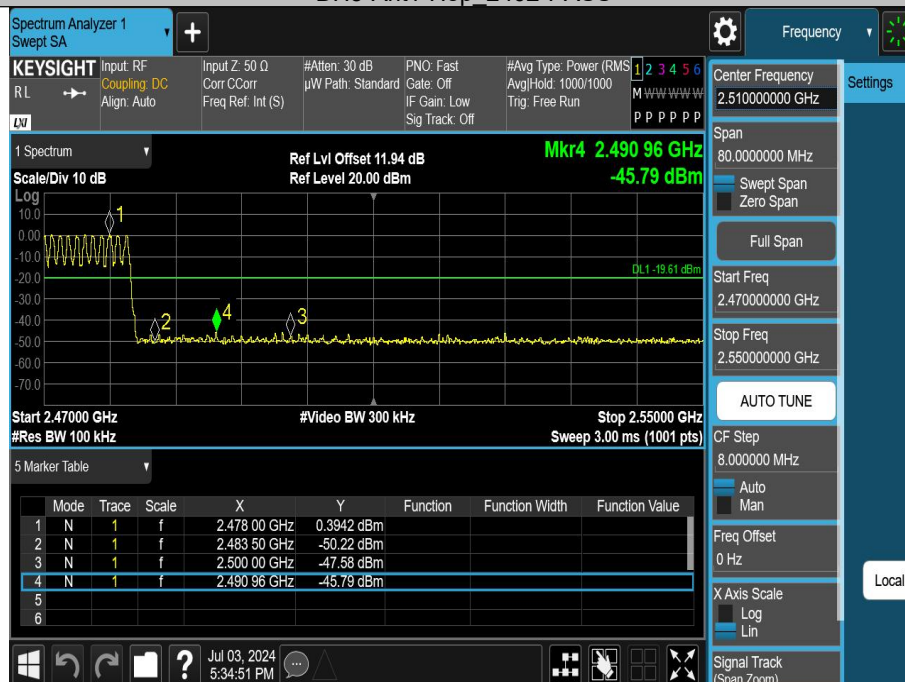 Spectrum Analyzer 1
Swept SA
+
Frequency
KEYSIGHT
Input: RF
Input Z: 50 Ω
#Atten: 30 dB
PNO: Fast
#Avg Type: Power (RMS
1 2 3 4 5 6
RL
Coupling: DC
Corr CCorr
µW Path: Standard
Gate: Off
Avg|Hold: 1000/1000
M W W W W W
Align: Auto
Freq Ref: Int (S)
IF Gain: Low
Trig: Free Run
LXI
Sig Track: Off
P P P P P P
1 Spectrum
Scale/Div 10 dB
Ref Lvl Offset 11.94 dB
Ref Level 20.00 dBm
Mkr4 2.490 96 GHz
-45.79 dBm
Log
10.0
0.00
-10.0
-20.0
-30.0
-40.0
-50.0
-60.0
-70.0
1
2
4
3
DL1 -19.61 dBm
Start 2.47000 GHz
#Video BW 300 kHz
Stop 2.55000 GHz
#Res BW 100 kHz
Sweep 3.00 ms (1001 pts)
5 Marker Table
Mode Trace Scale X Y Function Function Width Function Value
1 N 1 f 2.478 00 GHz 0.3942 dBm
2 N 1 f 2.483 50 GHz -50.22 dBm
3 N 1 f 2.500 00 GHz -47.58 dBm
4 N 1 f 2.490 96 GHz -45.79 dBm
5
6
?
Jul 03, 2024
5:34:51 PM
Center Frequency
2.510000000 GHz
Settings
Span
80.0000000 MHz
Swept Span
Zero Span
Full Span
Start Freq
2.470000000 GHz
Stop Freq
2.550000000 GHz
AUTO TUNE
CF Step
8.000000 MHz
Auto
Man
Freq Offset
0 Hz
Local
X Axis Scale
Log
Lin
Signal Track
(Span Zoom)